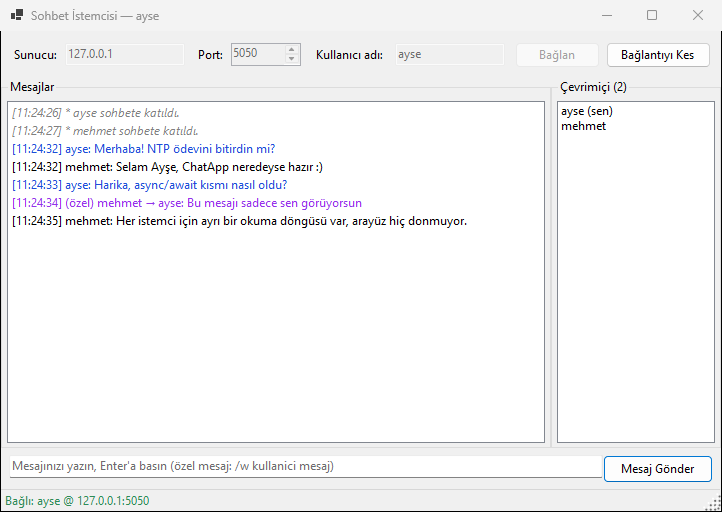 Sohbet İstemcisi — ayse
Sunucu: 127.0.0.1 Port: 5050 Kullanıcı adı: ayse Bağlan Bağlantıyı Kes
Mesajlar
[11:24:26] * ayse sohbete katıldı.
[11:24:27] * mehmet sohbete katıldı.
[11:24:32] ayse: Merhaba! NTP ödevini bitirdin mi?
[11:24:32] mehmet: Selam Ayşe, ChatApp neredeyse hazır :)
[11:24:33] ayse: Harika, async/await kısmı nasıl oldu?
[11:24:34] (özel) mehmet → ayse: Bu mesajı sadece sen görüyorsun
[11:24:35] mehmet: Her istemci için ayrı bir okuma döngüsü var, arayüz hiç donmuyor.
Çevrimiçi (2)
ayse (sen)
mehmet
Mesajınızı yazın, Enter'a basın (özel mesaj: /w kullanici mesaj)
Mesaj Gönder
Bağlı: ayse @ 127.0.0.1:5050